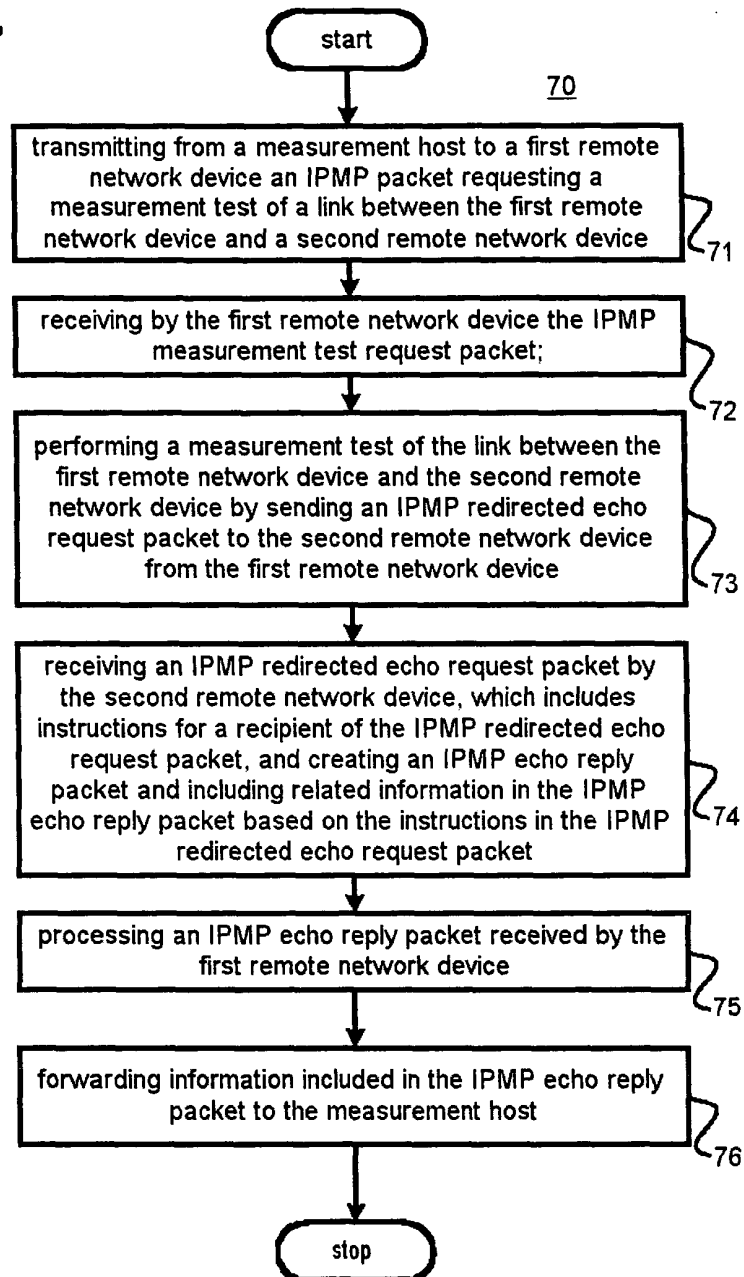 start
70
transmitting from a measurement host to a first remote
network device an IPMP packet requesting a
measurement test of a link between the first remote
network device and a second remote network device
71
receiving by the first remote network device the IPMP
measurement test request packet;
72
performing a measurement test of the link between the
first remote network device and the second remote
network device by sending an IPMP redirected echo
request packet to the second remote network device
from the first remote network device
73
receiving an IPMP redirected echo request packet by
the second remote network device, which includes
instructions for a recipient of the IPMP redirected echo
request packet, and creating an IPMP echo reply
packet and including related information in the IPMP
echo reply packet based on the instructions in the IPMP
redirected echo request packet
74
processing an IPMP echo reply packet received by the
first remote network device
75
forwarding information included in the IPMP echo reply
packet to the measurement host
76
stop